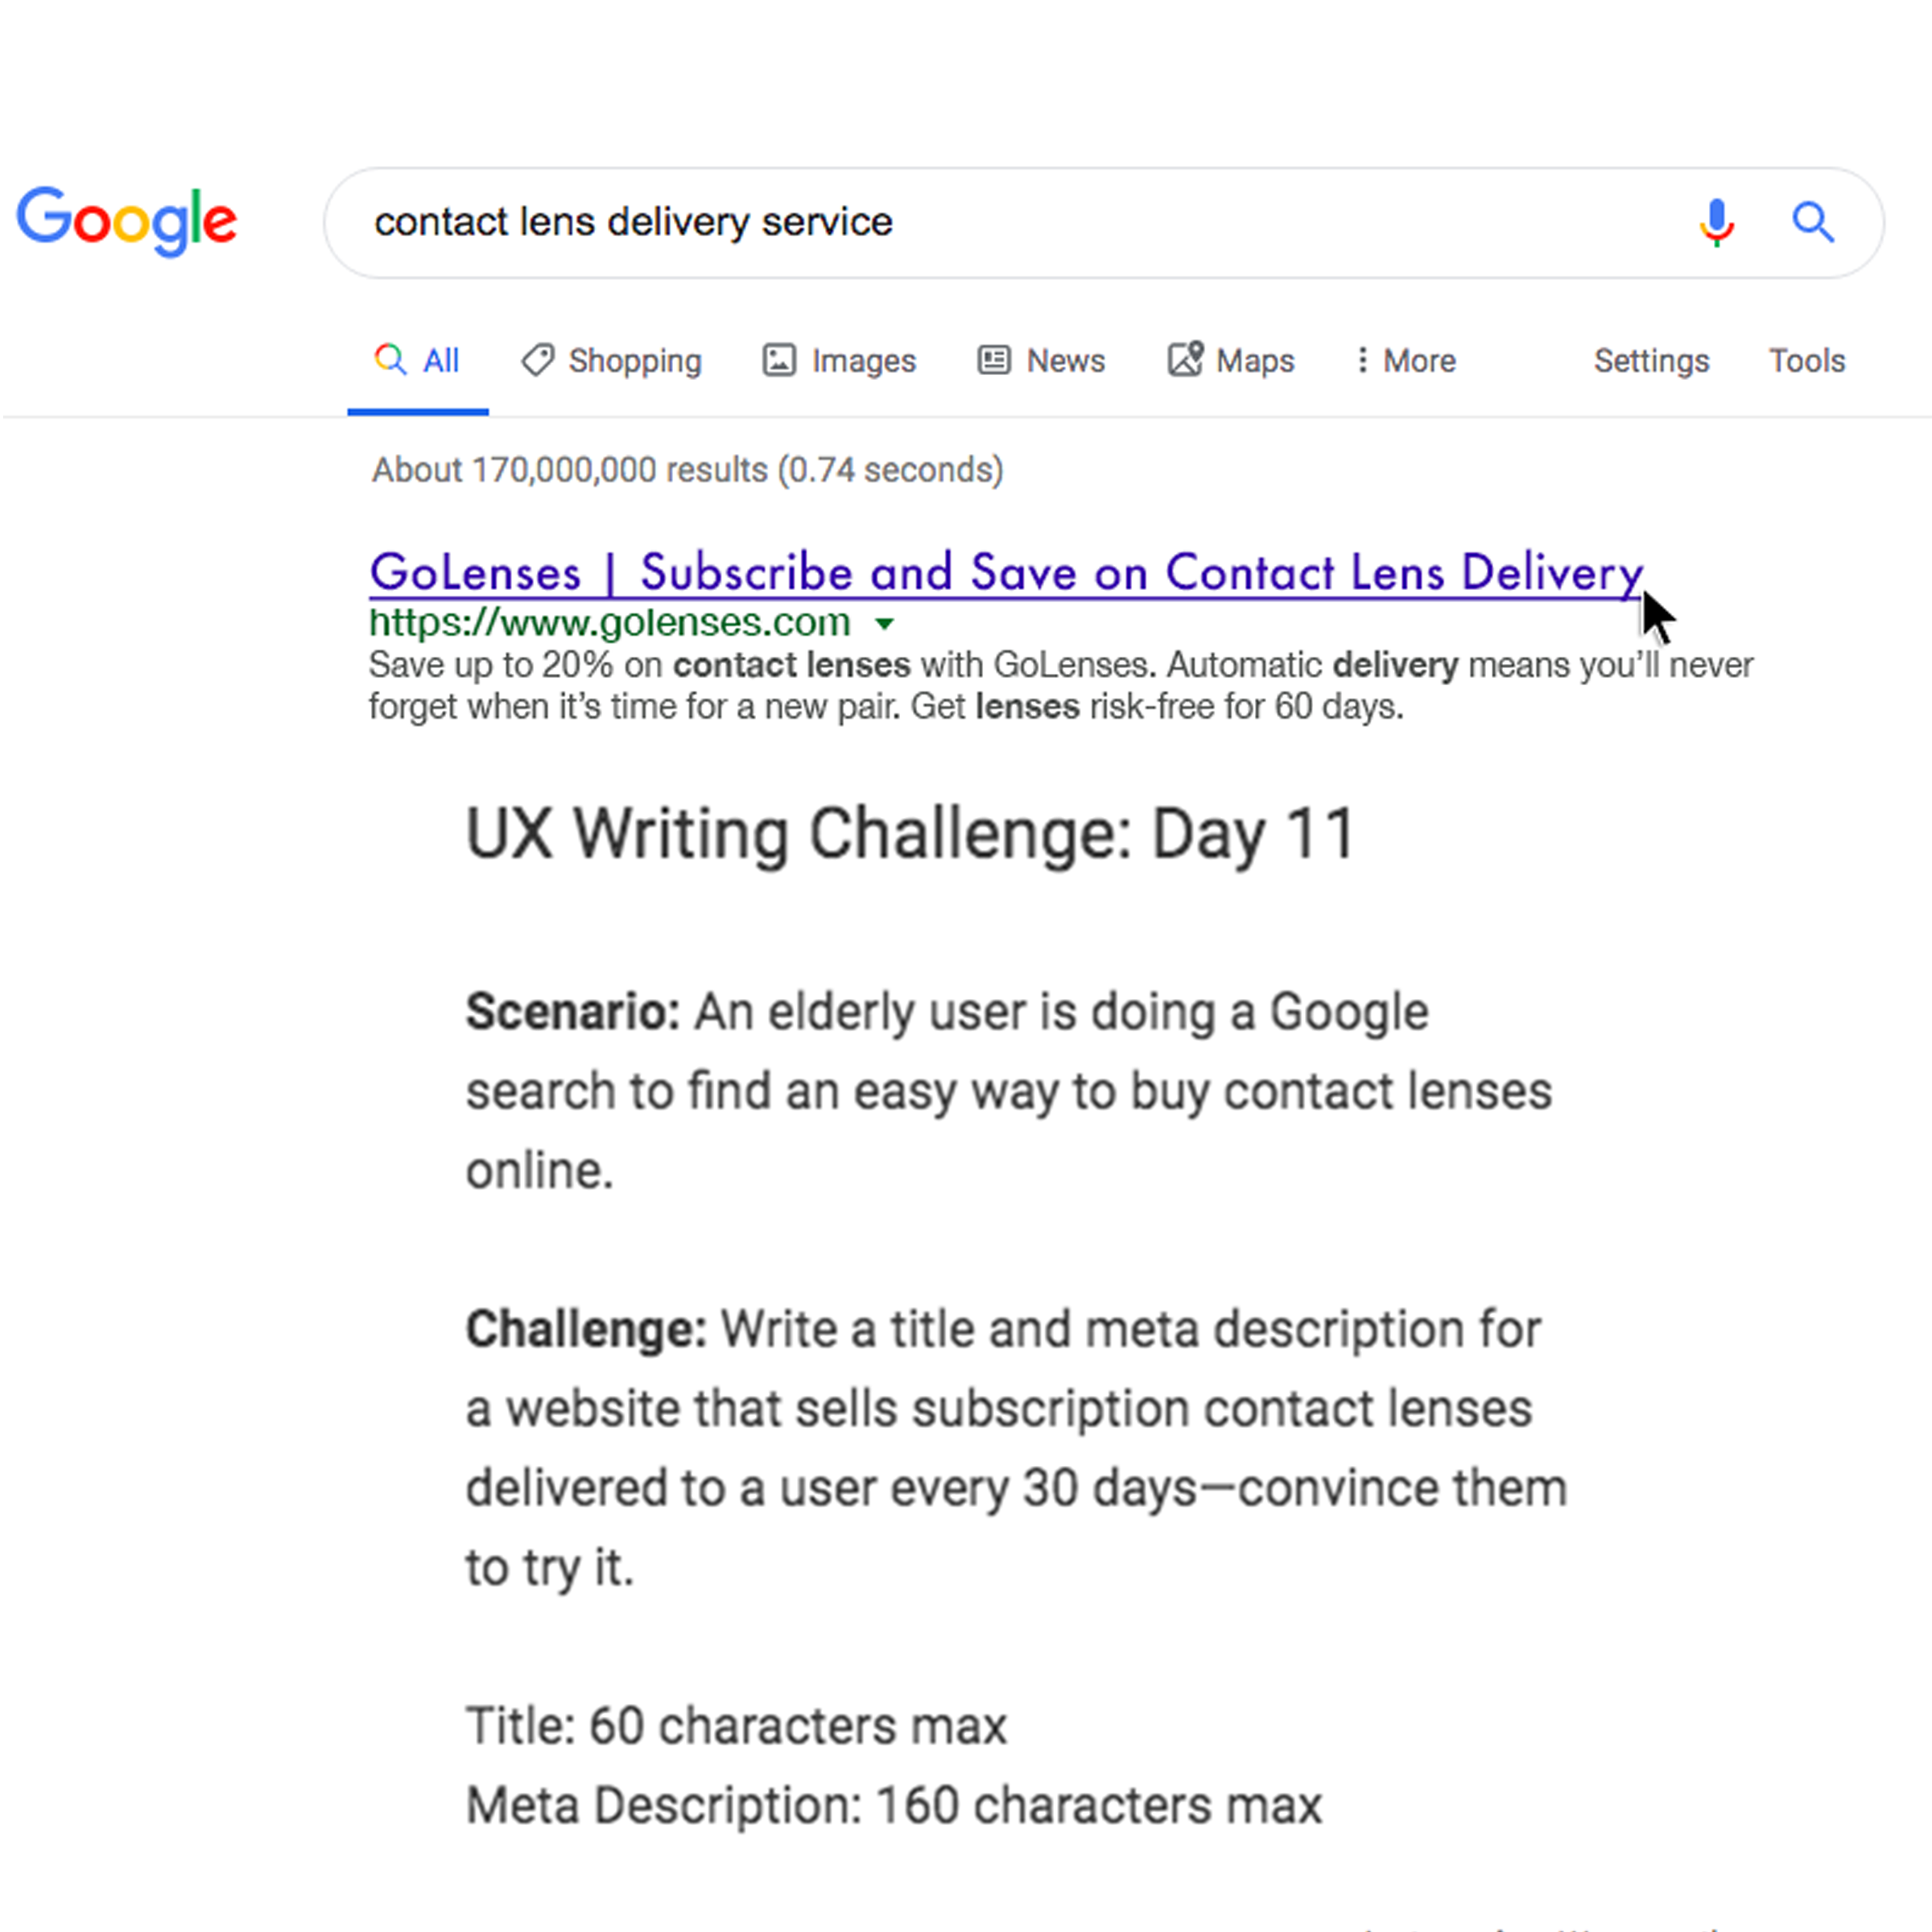 Google
contact lens delivery service
All Shopping Images News Maps More Settings Tools
About 170,000,000 results (0.74 seconds)
GoLenses | Subscribe and Save on Contact Lens Delivery
https://www.golenses.com
Save up to 20% on contact lenses with GoLenses. Automatic delivery means you’ll never
forget when it’s time for a new pair. Get lenses risk-free for 60 days.
UX Writing Challenge: Day 11
Scenario: An elderly user is doing a Google
search to find an easy way to buy contact lenses
online.
Challenge: Write a title and meta description for
a website that sells subscription contact lenses
delivered to a user every 30 days—convince them
to try it.
Title: 60 characters max
Meta Description: 160 characters max